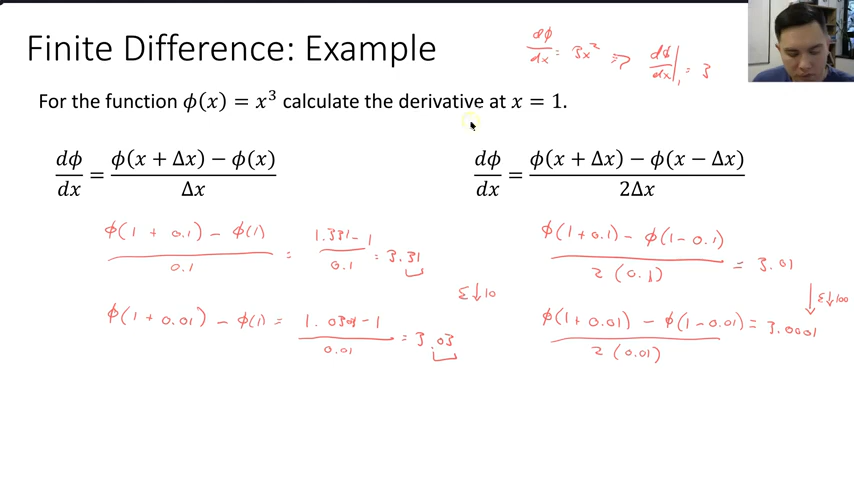 Finite Difference: Example
dϕ/dx = 3x² ⇒ dϕ/dx|₁ = 3
For the function ϕ(x) = x³ calculate the derivative at x = 1.
dϕ/dx = (ϕ(x + Δx) − ϕ(x))/Δx
dϕ/dx = (ϕ(x + Δx) − ϕ(x − Δx))/2Δx
(ϕ(1 + 0.1) − ϕ(1))/0.1 = (1.331 − 1)/0.1 = 3.31
(ϕ(1+0.1) − ϕ(1−0.1))/2(0.1) = 3.01
ε↓10
ε↓100
ϕ(1 + 0.01) − ϕ(1) = (1.0301 − 1)/0.01 = 3.03
(ϕ(1+0.01) − ϕ(1−0.01))/2(0.01) = 3.0001